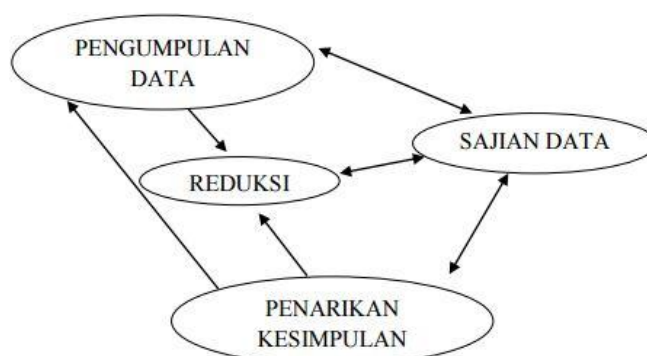 PENGUMPULAN
DATA
SAJIAN DATA
REDUKSI
PENARIKAN
KESIMPULAN